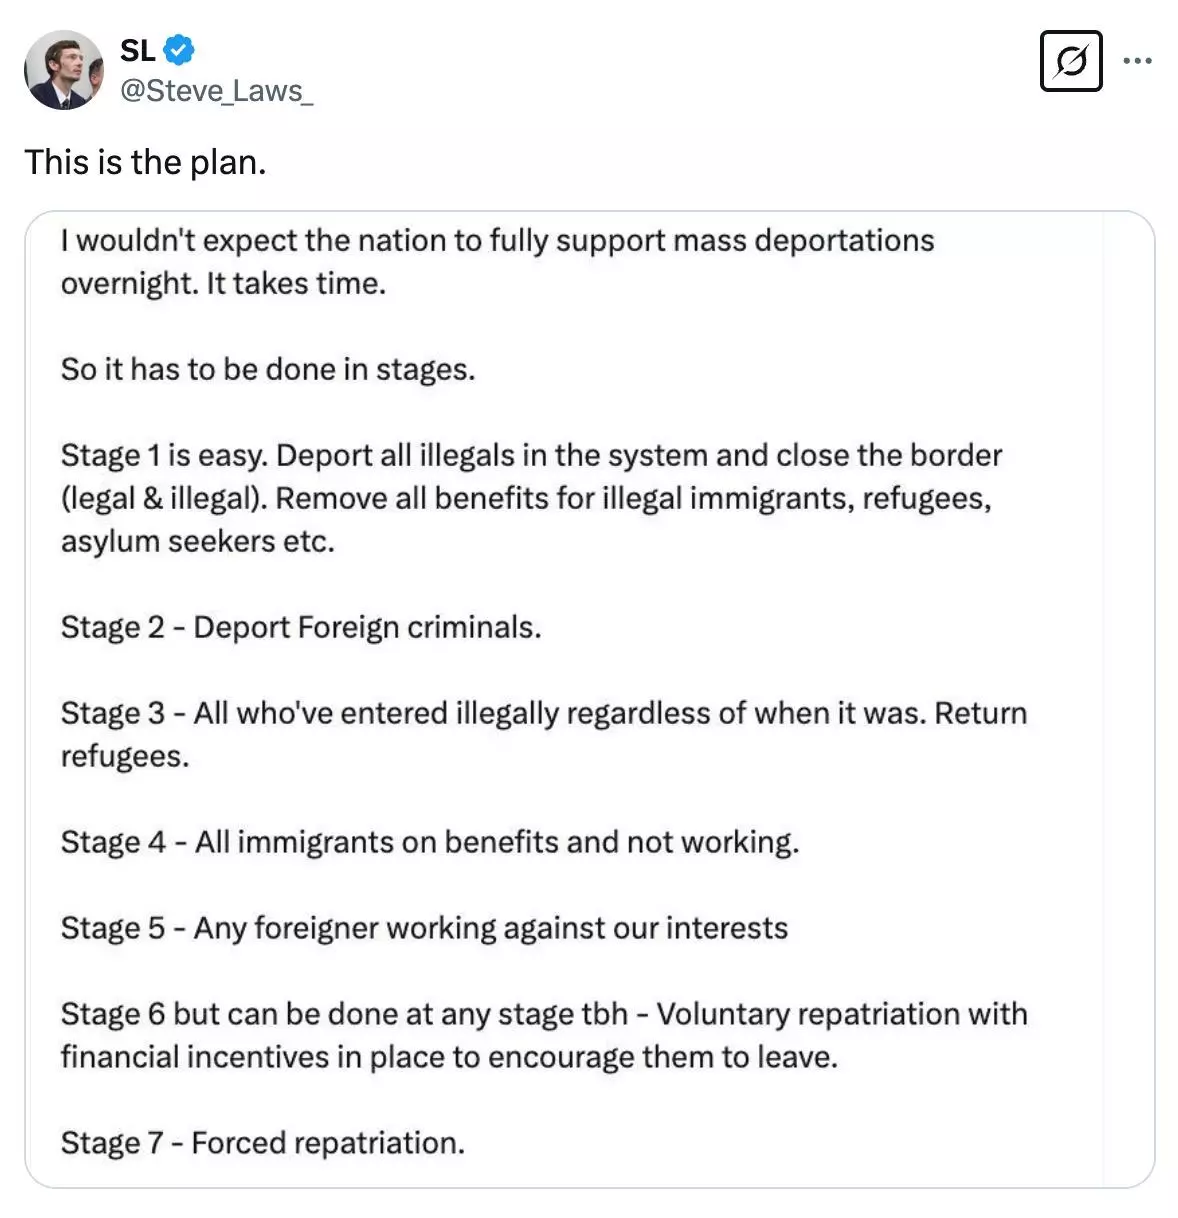 SL
@Steve_Laws_
This is the plan.
I wouldn't expect the nation to fully support mass deportations
overnight. It takes time.
So it has to be done in stages.
Stage 1 is easy. Deport all illegals in the system and close the border
(legal & illegal). Remove all benefits for illegal immigrants, refugees,
asylum seekers etc.
Stage 2 - Deport Foreign criminals.
Stage 3 - All who've entered illegally regardless of when it was. Return
refugees.
Stage 4 - All immigrants on benefits and not working.
Stage 5 - Any foreigner working against our interests
Stage 6 but can be done at any stage tbh - Voluntary repatriation with
financial incentives in place to encourage them to leave.
Stage 7 - Forced repatriation.